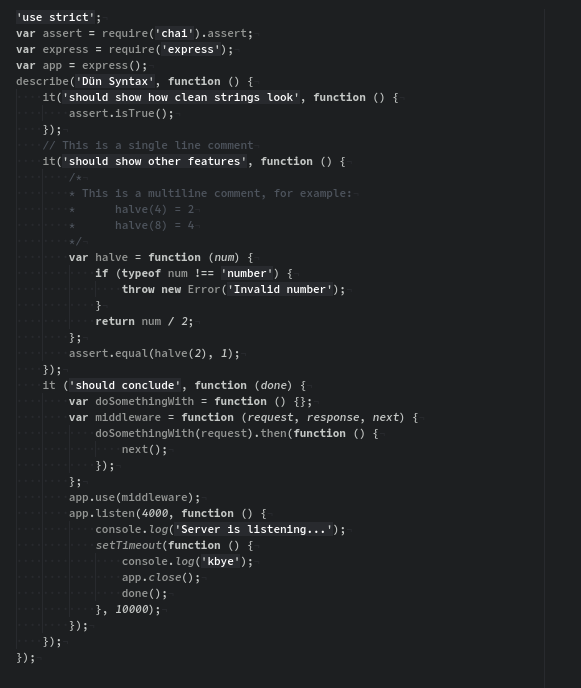 'use strict';
var assert = require('chai').assert;
var express = require('express');
var app = express();
describe('Dün Syntax', function () {
    it('should show how clean strings look', function () {
        assert.isTrue();
    });
    // This is a single line comment
    it('should show other features', function () {
        /*
        * This is a multiline comment, for example:
        *      halve(4) = 2
        *      halve(8) = 4
        */
        var halve = function (num) {
            if (typeof num !== 'number') {
                throw new Error('Invalid number');
            }
            return num / 2;
        };
        assert.equal(halve(2), 1);
    });
    it ('should conclude', function (done) {
        var doSomethingWith = function () {};
        var middleware = function (request, response, next) {
            doSomethingWith(request).then(function () {
                next();
            });
        };
        app.use(middleware);
        app.listen(4000, function () {
            console.log('Server is listening...');
            setTimeout(function () {
                console.log('kbye');
                app.close();
                done();
            }, 10000);
        });
    });
});